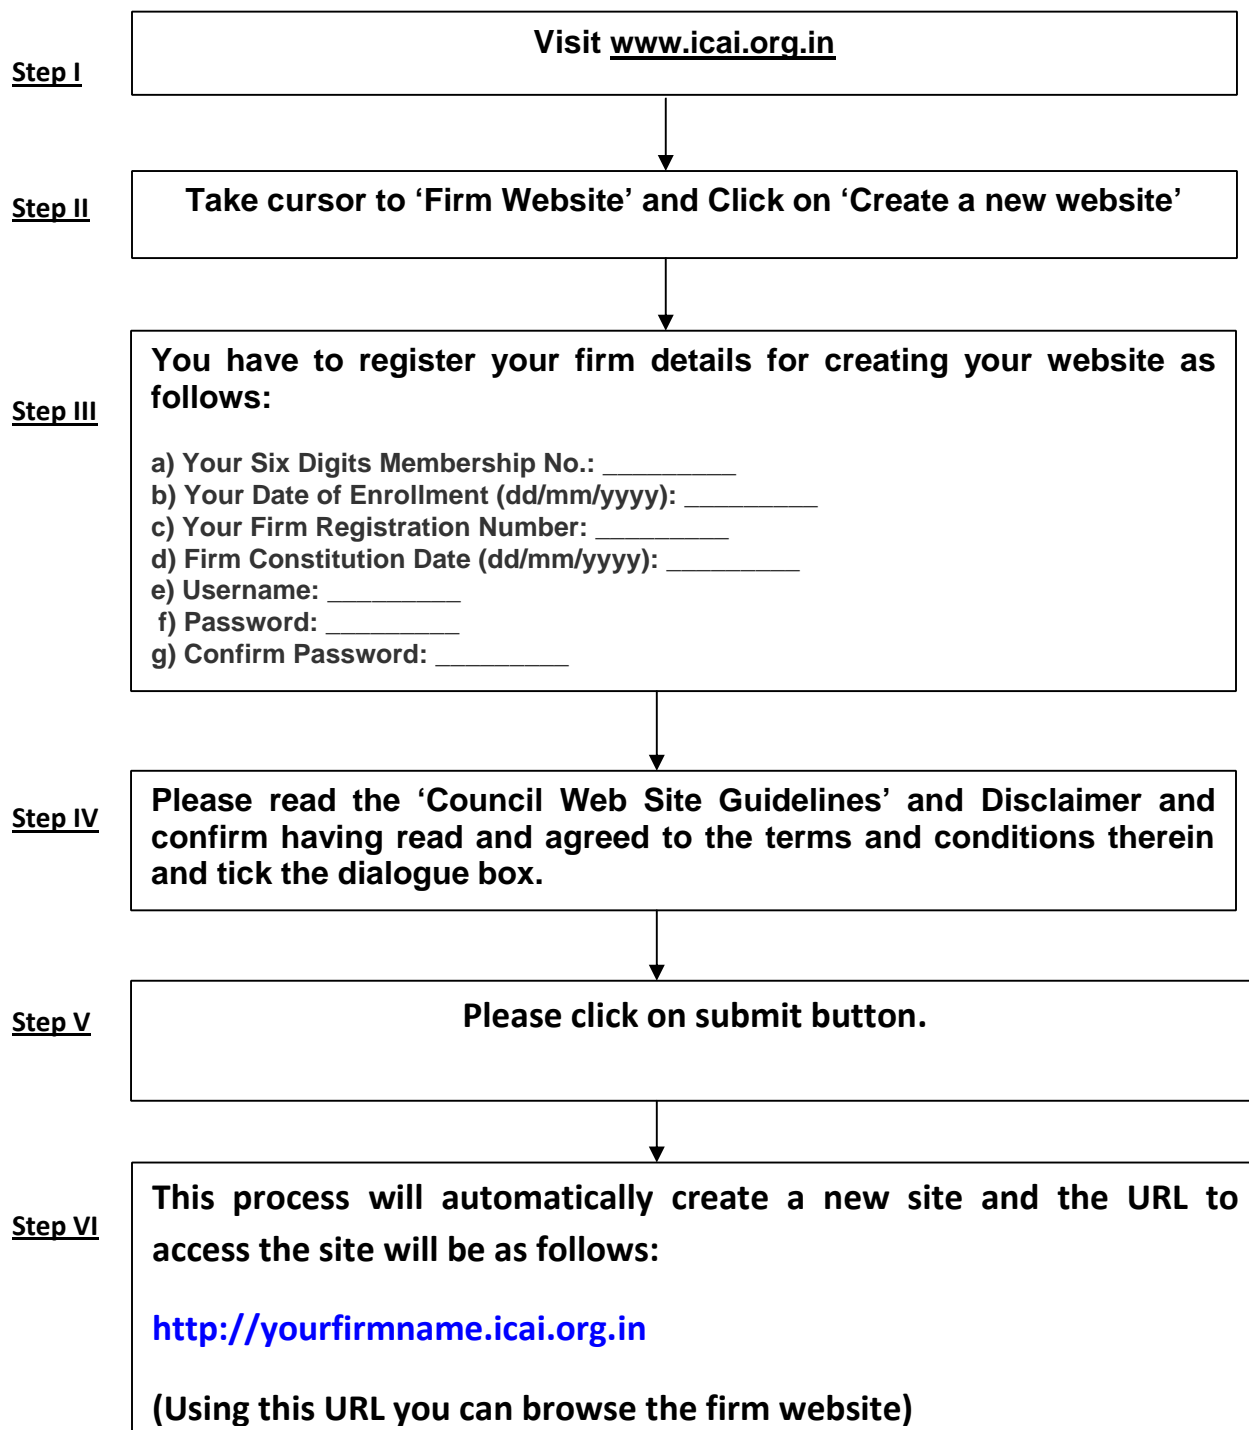 Step I
Visit www.icai.org.in
Step II
Take cursor to ‘Firm Website’ and Click on ‘Create a new website’
Step III
You have to register your firm details for creating your website as
follows:
a) Your Six Digits Membership No.: _________
b) Your Date of Enrollment (dd/mm/yyyy): _________
c) Your Firm Registration Number: _________
d) Firm Constitution Date (dd/mm/yyyy): _________
e) Username: _________
f) Password: _________
g) Confirm Password: _________
Step IV
Please read the ‘Council Web Site Guidelines’ and Disclaimer and
confirm having read and agreed to the terms and conditions therein
and tick the dialogue box.
Step V
Please click on submit button.
Step VI
This process will automatically create a new site and the URL to
access the site will be as follows:
http://yourfirmname.icai.org.in
(Using this URL you can browse the firm website)